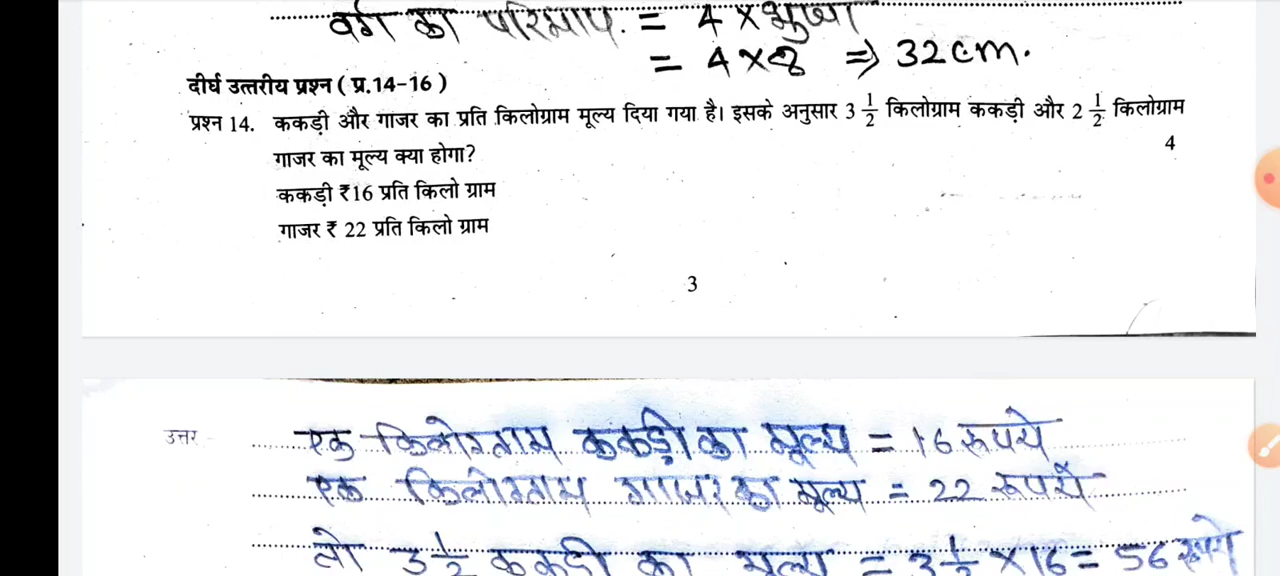 वर्ग का परिमाप. = 4 × भुजा
= 4 × 8 ⇒ 32 cm.
दीर्घ उत्तरीय प्रश्न ( प्र.14-16 )
प्रश्न 14. ककड़ी और गाजर का प्रति किलोग्राम मूल्य दिया गया है। इसके अनुसार 3 1/2 किलोग्राम ककड़ी और 2 1/2 किलोग्राम
गाजर का मूल्य क्या होगा? 4
ककड़ी ₹16 प्रति किलो ग्राम
गाजर ₹ 22 प्रति किलो ग्राम
3
उत्तर एक किलोग्राम ककड़ी का मूल्य = 16 रूपये
एक किलोग्राम गाजर का मूल्य = 22 रूपये
तो 3 1/2 ककड़ी का मूल्य = 3 1/2 × 16 = 56 रूपये